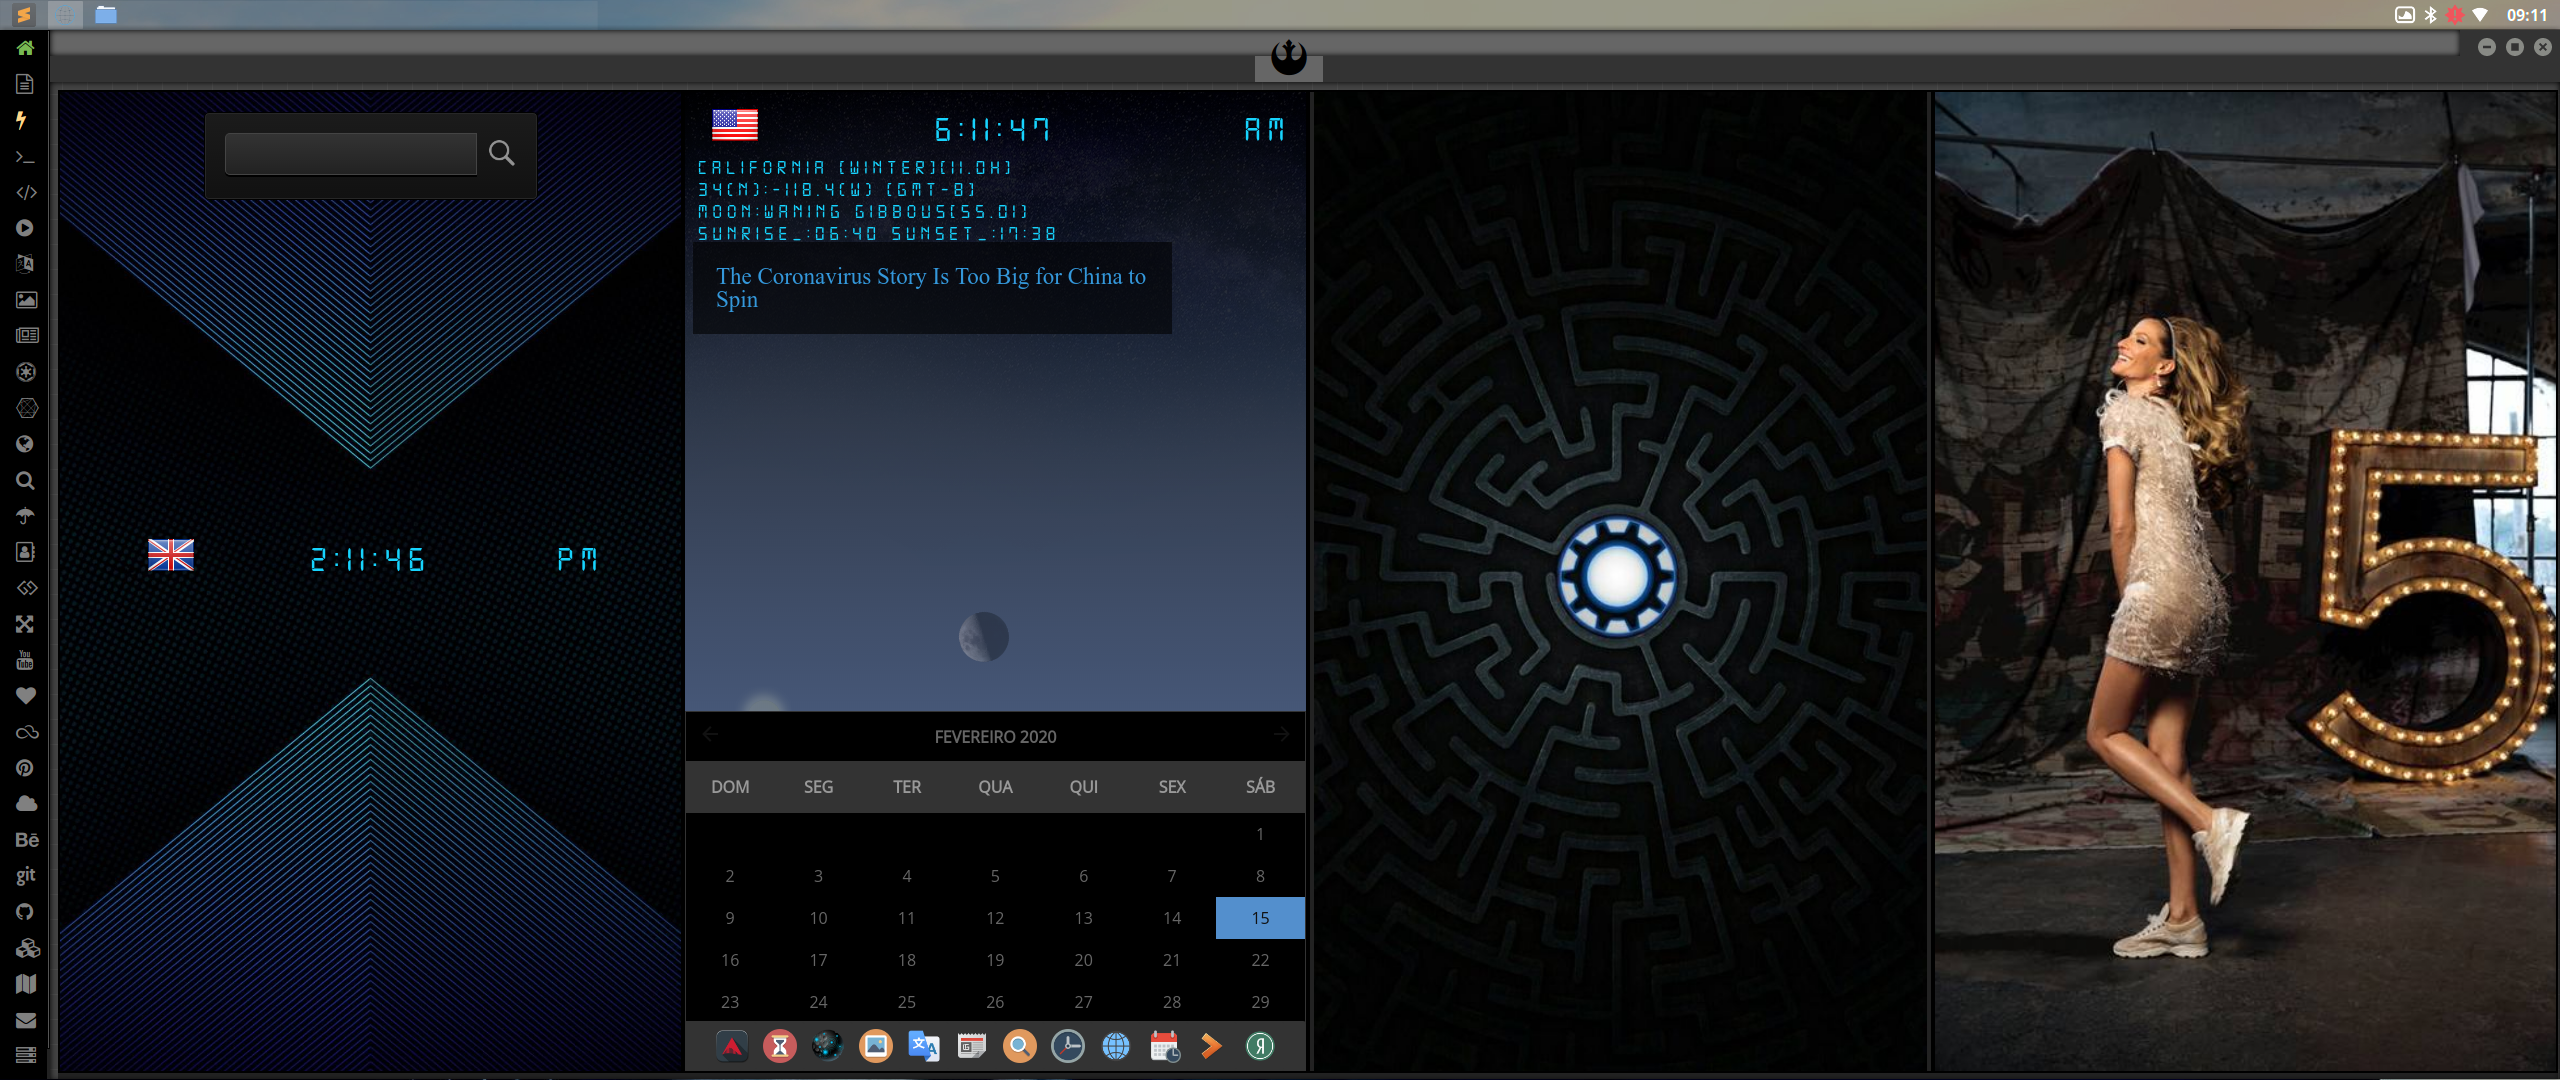 09:11
6:11:47 AM
CALIFORNIA [WINTER][11.0H]
34[N]:-118.4[W] [GMT-8]
MOON:WANING GIBBOUS[55.01]
SUNRISE_:06:40 SUNSET_:17:38
The Coronavirus Story Is Too Big for China to
Spin
2:11:46 PM
FEVEREIRO 2020
DOM SEG TER QUA QUI SEX SÁB
1
2 3 4 5 6 7 8
9 10 11 12 13 14 15
16 17 18 19 20 21 22
23 24 25 26 27 28 29
You
Tube
Bē
git
5